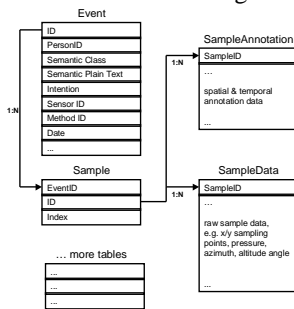 Event
ID
PersonID
Semantic Class
Semantic Plain Text
Intention
Sensor ID
Method ID
Date
...
1:N
Sample
EventID
ID
Index
... more tables
...
...
...
SampleAnnotation
SampleID
...
spatial & temporal
annotation data
...
1:N
SampleData
SampleID
...
raw sample data,
e.g. x/y sampling
points, pressure,
azimuth, altitude angle
...
1:N